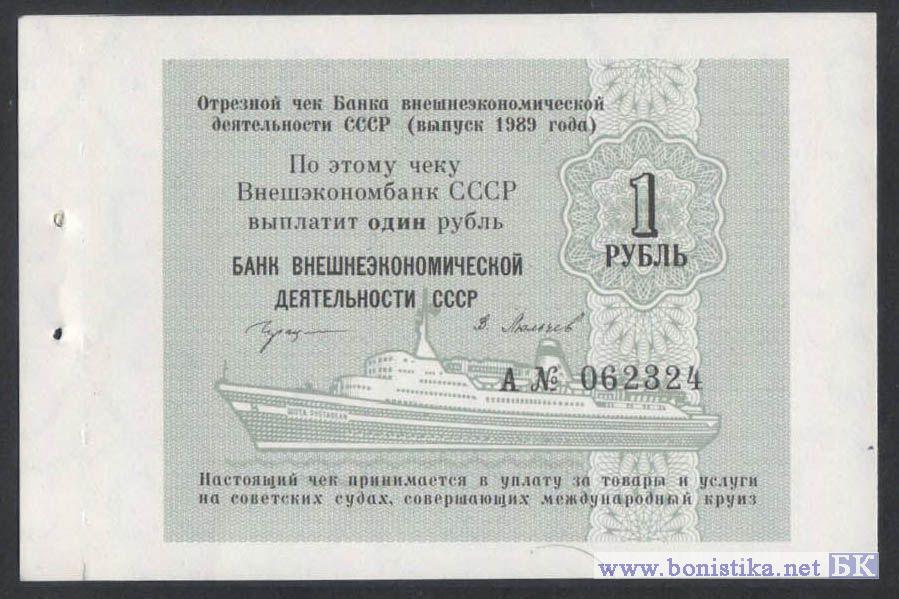 Отрезной чек Банка внешнеэкономической
деятельности СССР (выпуск 1989 года)
По этому чеку
Внешэкономбанк СССР
выплатит один рубль
1
РУБЛЬ
БАНК ВНЕШНЕЭКОНОМИЧЕСКОЙ
ДЕЯТЕЛЬНОСТИ СССР
А № 062324
ШОТА РУСТАВЕЛИ
Настоящий чек принимается в уплату за товары и услуги
на советских судах, совершающих международный круиз
www.bonistika.net БК